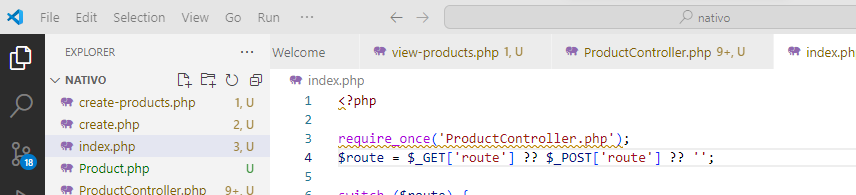 File Edit Selection View Go Run ... nativo
EXPLORER ...
Welcome view-products.php 1, U ProductController.php 9+, U index.ph
NATIVO
index.php
create-products.php 1, U
create.php 2, U
index.php 3, U
Product.php U
ProductController.php 9+, U
18
1 <?php
2
3 require_once('ProductController.php');
4 $route = $_GET['route'] ?? $_POST['route'] ?? '';
5
6 switch ($route) {